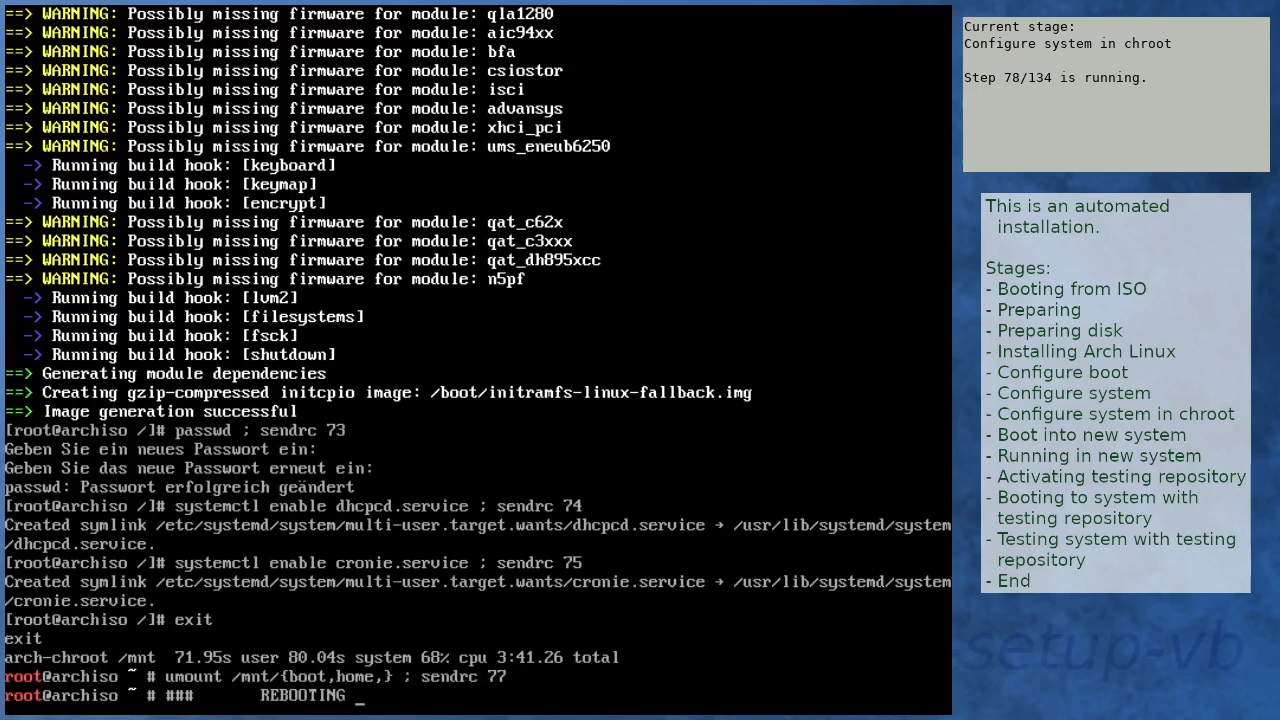 ==> WARNING: Possibly missing firmware for module: qla1280
==> WARNING: Possibly missing firmware for module: aic94xx
==> WARNING: Possibly missing firmware for module: bfa
==> WARNING: Possibly missing firmware for module: csiostor
==> WARNING: Possibly missing firmware for module: isci
==> WARNING: Possibly missing firmware for module: advansys
==> WARNING: Possibly missing firmware for module: xhci_pci
==> WARNING: Possibly missing firmware for module: ums_eneub6250
  -> Running build hook: [keyboard]
  -> Running build hook: [keymap]
  -> Running build hook: [encrypt]
==> WARNING: Possibly missing firmware for module: qat_c62x
==> WARNING: Possibly missing firmware for module: qat_c3xxx
==> WARNING: Possibly missing firmware for module: qat_dh895xcc
==> WARNING: Possibly missing firmware for module: n5pf
  -> Running build hook: [lvm2]
  -> Running build hook: [filesystems]
  -> Running build hook: [fsck]
  -> Running build hook: [shutdown]
==> Generating module dependencies
==> Creating gzip-compressed initcpio image: /boot/initramfs-linux-fallback.img
==> Image generation successful
[root@archiso /]# passwd ; sendrc 73
Geben Sie ein neues Passwort ein:
Geben Sie das neue Passwort erneut ein:
passwd: Passwort erfolgreich geändert
[root@archiso /]# systemctl enable dhcpcd.service ; sendrc 74
Created symlink /etc/systemd/system/multi-user.target.wants/dhcpcd.service → /usr/lib/systemd/system
/dhcpcd.service.
[root@archiso /]# systemctl enable cronie.service ; sendrc 75
Created symlink /etc/systemd/system/multi-user.target.wants/cronie.service → /usr/lib/systemd/system
/cronie.service.
[root@archiso /]# exit
exit
arch-chroot /mnt  71.95s user 80.04s system 68% cpu 3:41.26 total
root@archiso ~ # umount /mnt/{boot,home,} ; sendrc 77
root@archiso ~ # ###       REBOOTING _
Current stage:
Configure system in chroot
Step 78/134 is running.
This is an automated
installation.
Stages:
- Booting from ISO
- Preparing
- Preparing disk
- Installing Arch Linux
- Configure boot
- Configure system
- Configure system in chroot
- Boot into new system
- Running in new system
- Activating testing repository
- Booting to system with
testing repository
- Testing system with testing
repository
- End
setup-vb